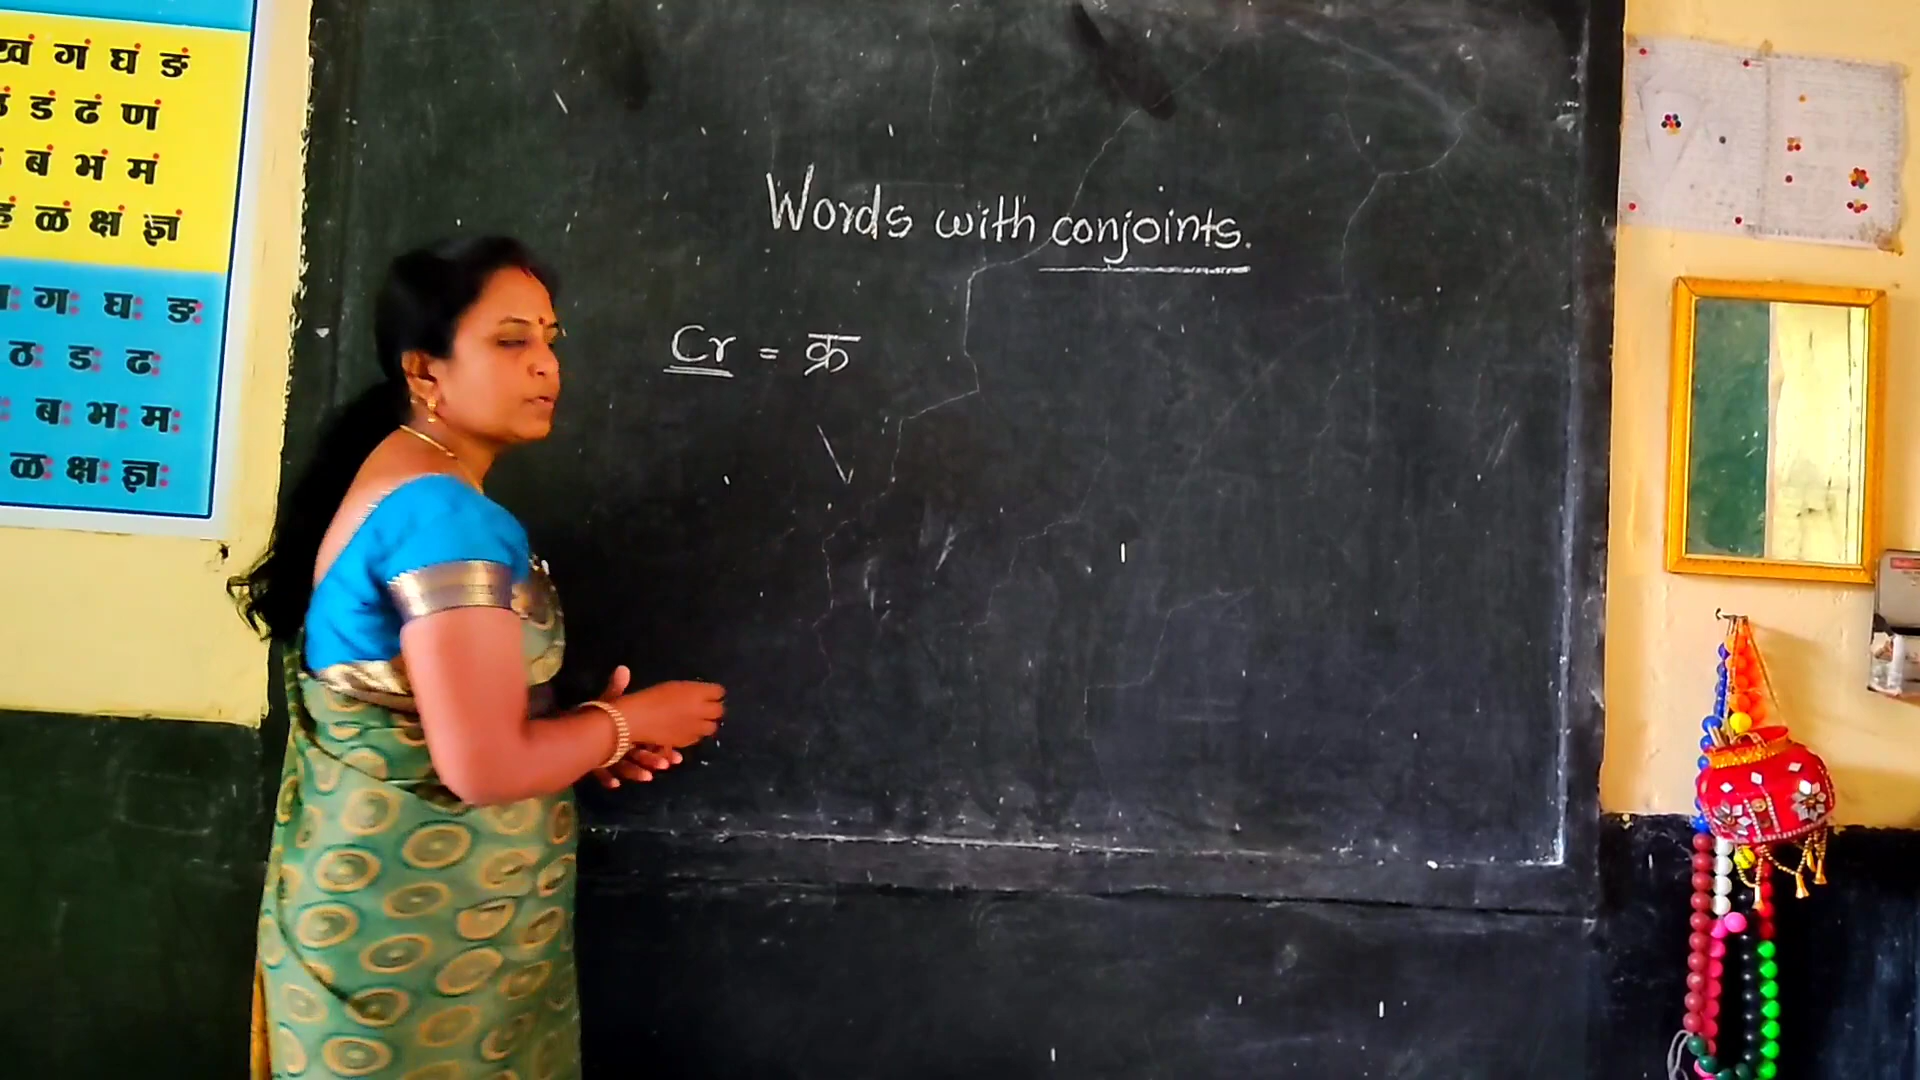 खं गं घं ङं
डं ढं णं
बं भं मं
हं ळं क्षं ज्ञं
गः घः ङः
ठः डः ढः
बः भः मः
ळः क्षः ज्ञः
Words with conjoints.
Cr = क्र